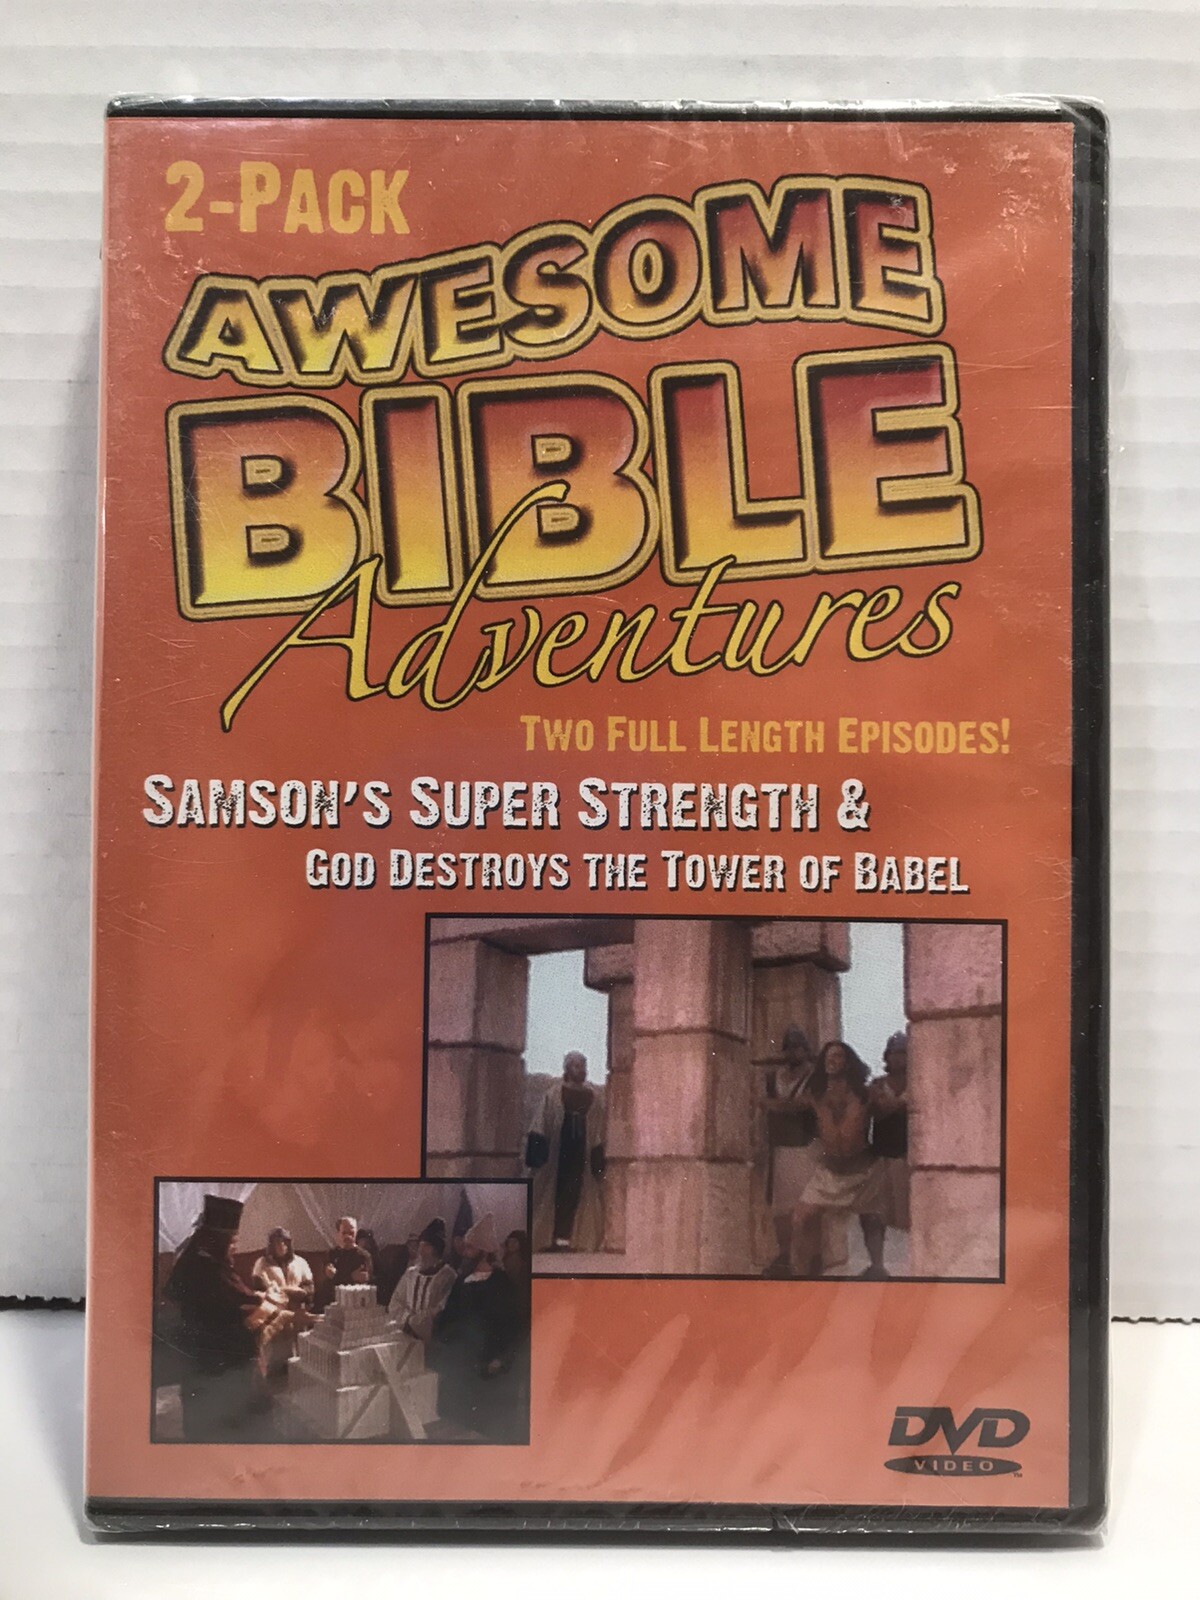 2-PACK
AWESOME
BIBLE
Adventures
TWO FULL LENGTH EPISODES!
SAMSON'S SUPER STRENGTH &
GOD DESTROYS THE TOWER OF BABEL
DVD
VIDEO
TM